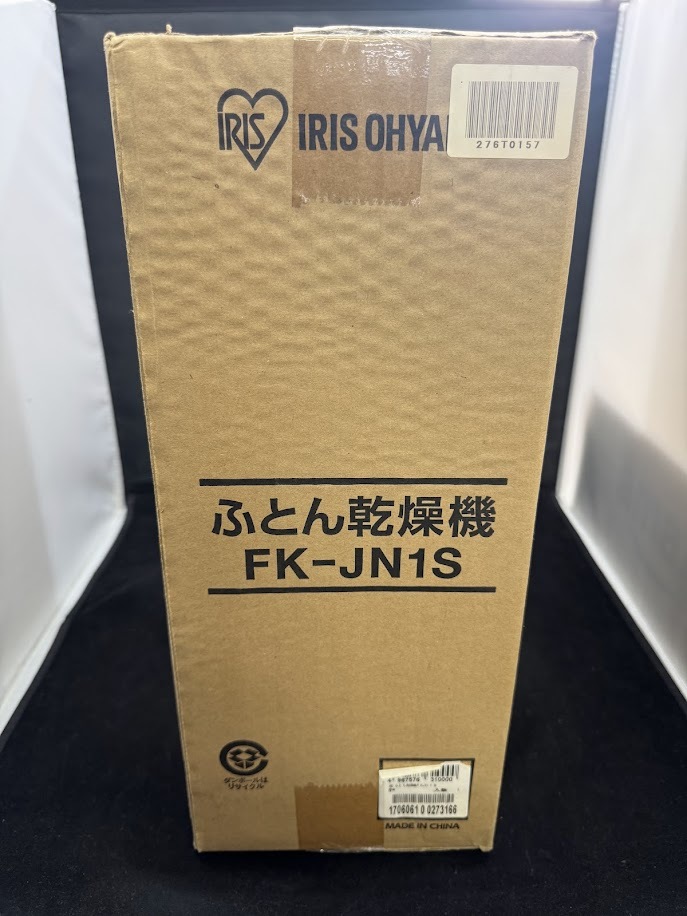 IRIS
IRIS OHYA
276T0157
ふとん乾燥機
FK-JN1S
ダンボールは
リサイクル
1706061 0 0273166
MADE IN CHINA